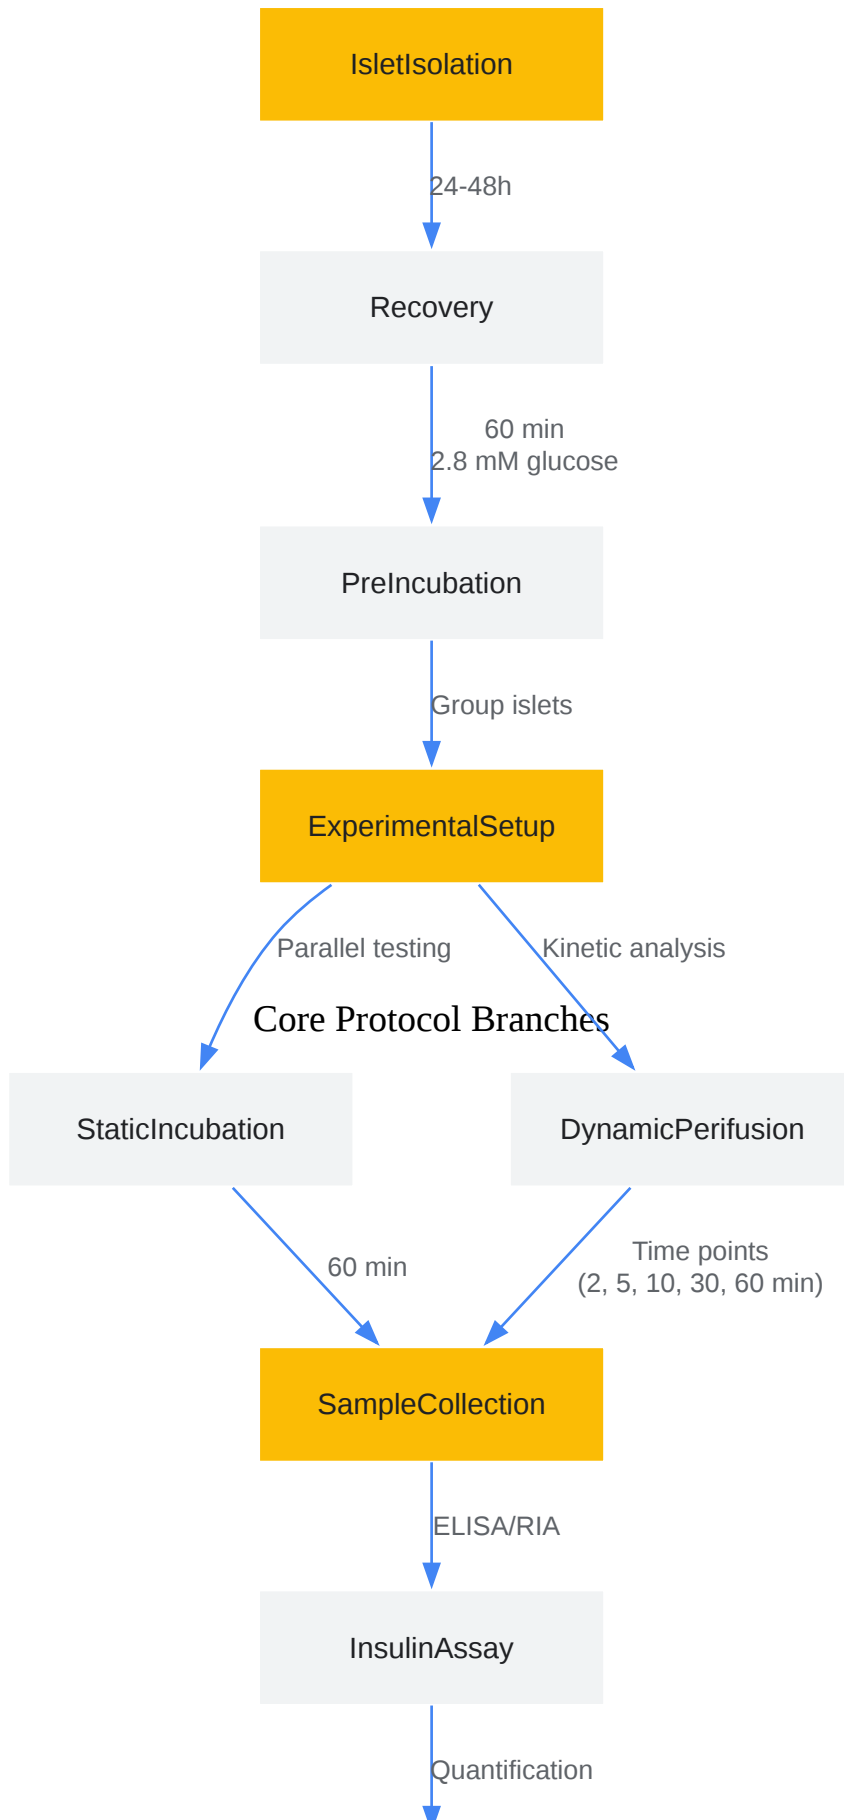 IsletIsolation
24-48h
Recovery
60 min
2.8 mM glucose
PreIncubation
Group islets
ExperimentalSetup
Parallel testing
Kinetic analysis
Core Protocol Branches
StaticIncubation
DynamicPerifusion
60 min
Time points
(2, 5, 10, 30, 60 min)
SampleCollection
ELISA/RIA
InsulinAssay
Quantification